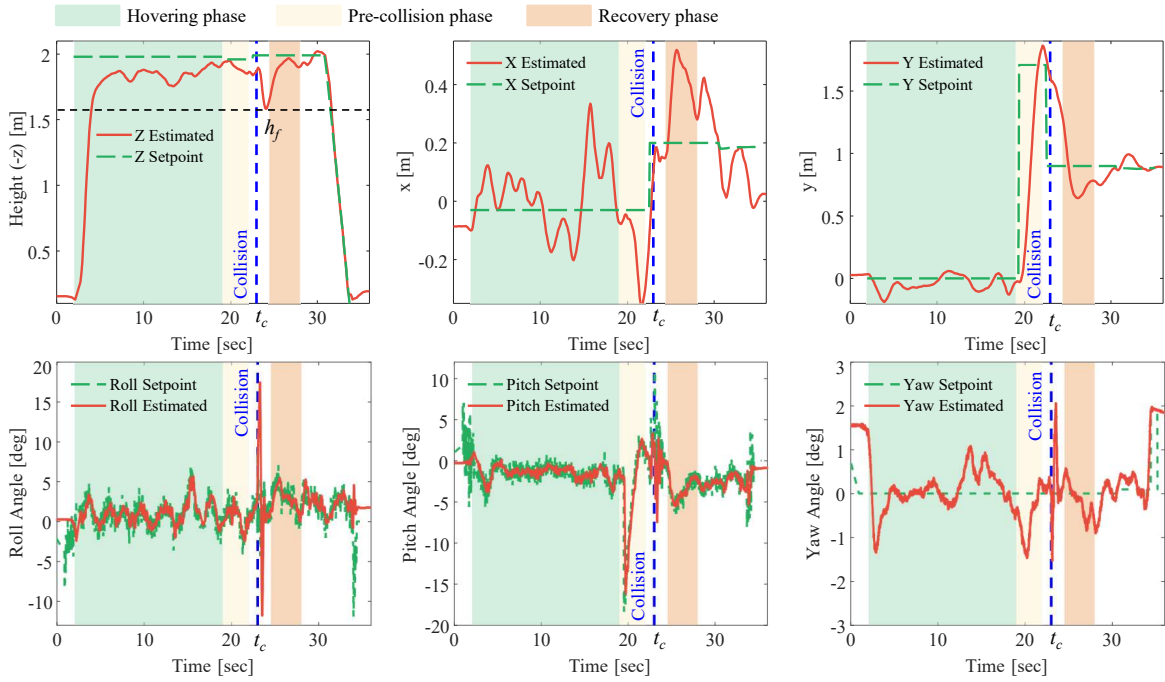 Hovering phase
Pre-collision phase
Recovery phase
2
1.5
1
0.5
Height (-z) [m]
Z Estimated
Z Setpoint
h_f
Collision
0
10
20
30
t_c
Time [sec]
0.4
0.2
0
-0.2
x [m]
X Estimated
X Setpoint
Collision
0
10
20
30
t_c
Time [sec]
1.5
1
0.5
0
y [m]
Y Estimated
Y Setpoint
Collision
0
10
20
30
t_c
Time [sec]
20
15
10
5
0
-5
-10
Roll Angle [deg]
Roll Setpoint
Roll Estimated
Collision
0
10
20
30
t_c
Time [sec]
10
5
0
-5
-10
-15
-20
Pitch Angle [deg]
Pitch Setpoint
Pitch Estimated
Collision
0
10
20
30
t_c
Time [sec]
3
2
1
0
-1
-2
-3
Yaw Angle [deg]
Yaw Setpoint
Yaw Estimated
Collision
0
10
20
30
t_c
Time [sec]